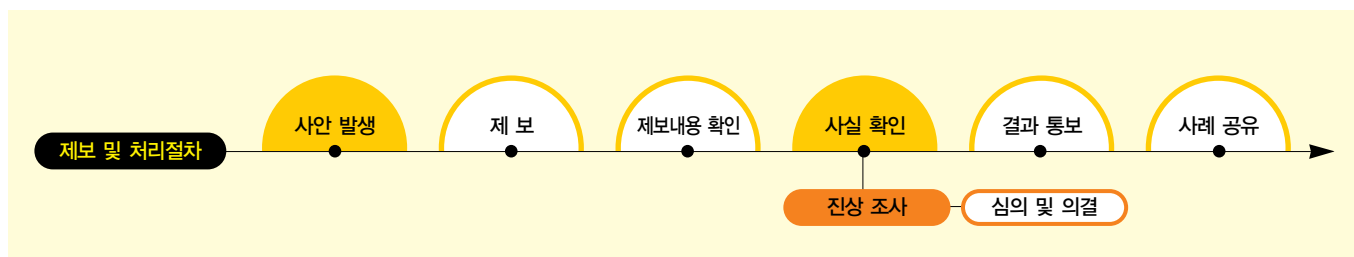 제보 및 처리절차
사안 발생
제 보
제보내용 확인
사실 확인
결과 통보
사례 공유
진상 조사
심의 및 의결